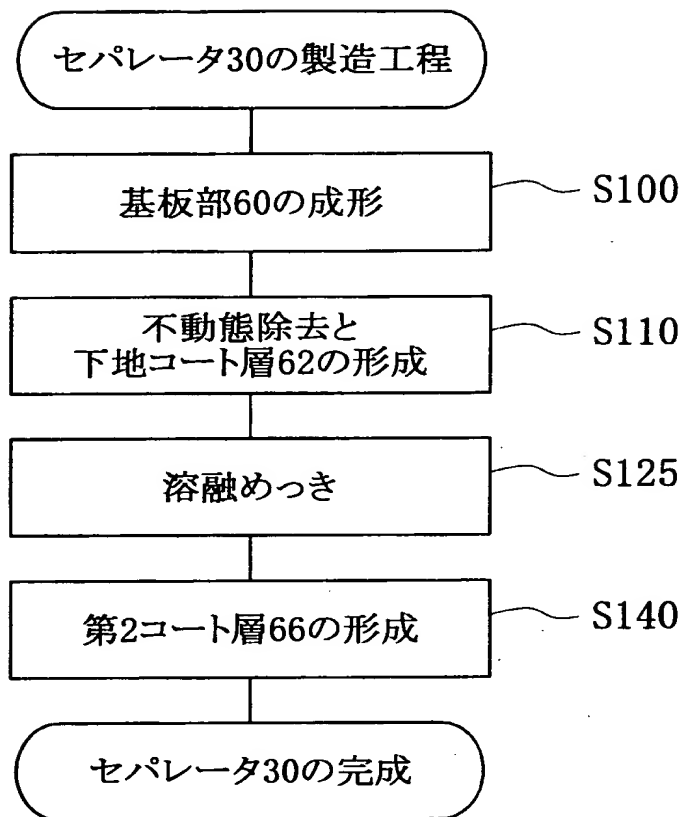 セパレータ30の製造工程
基板部60の成形
S100
不動態除去と
下地コート層62の形成
S110
溶融めっき
S125
第2コート層66の形成
S140
セパレータ30の完成